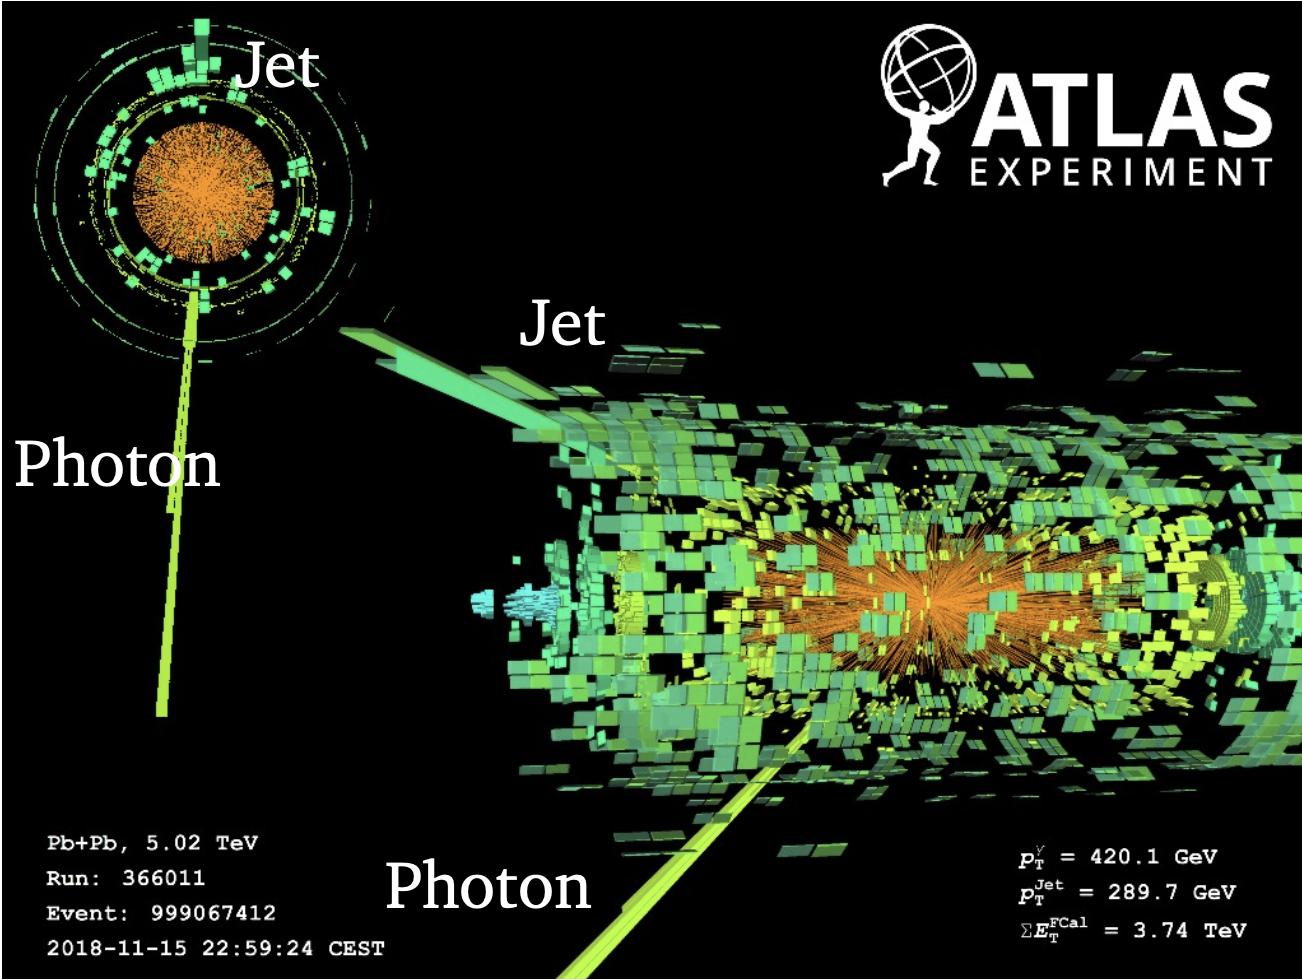 Jet
ATLAS
EXPERIMENT
Jet
Photon
Photon
Pb+Pb, 5.02 TeV
Run: 366011
Event: 999067412
2018-11-15 22:59:24 CEST
p_T^γ = 420.1 GeV
p_T^Jet = 289.7 GeV
ΣE_T^FCal = 3.74 TeV